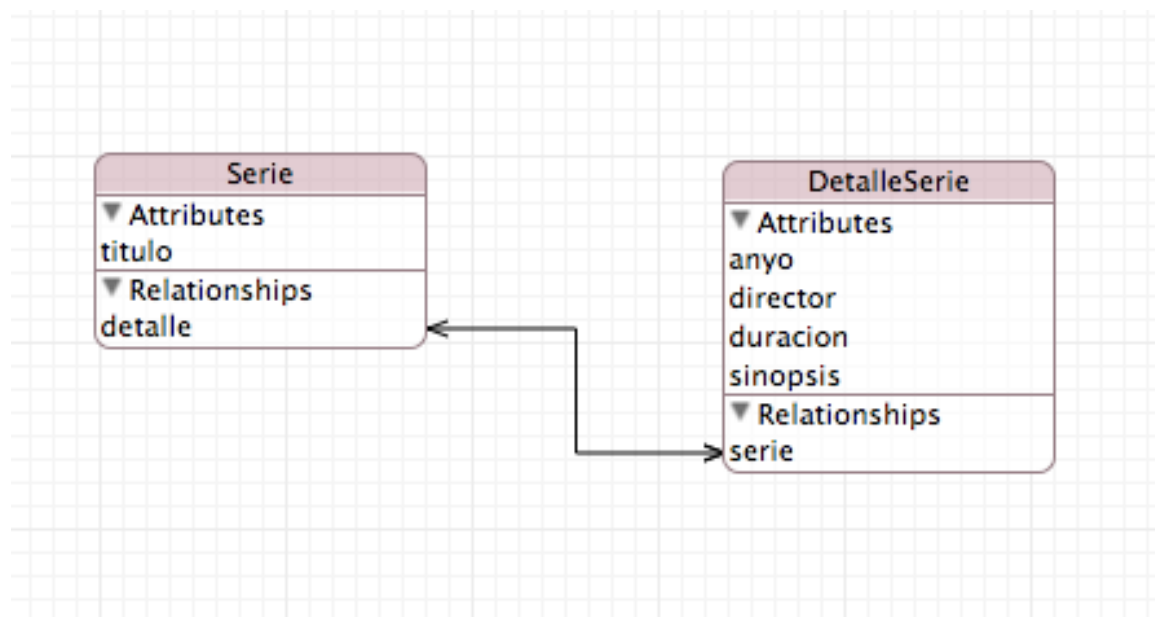 Serie
Attributes
titulo
Relationships
detalle
DetalleSerie
Attributes
anyo
director
duracion
sinopsis
Relationships
serie